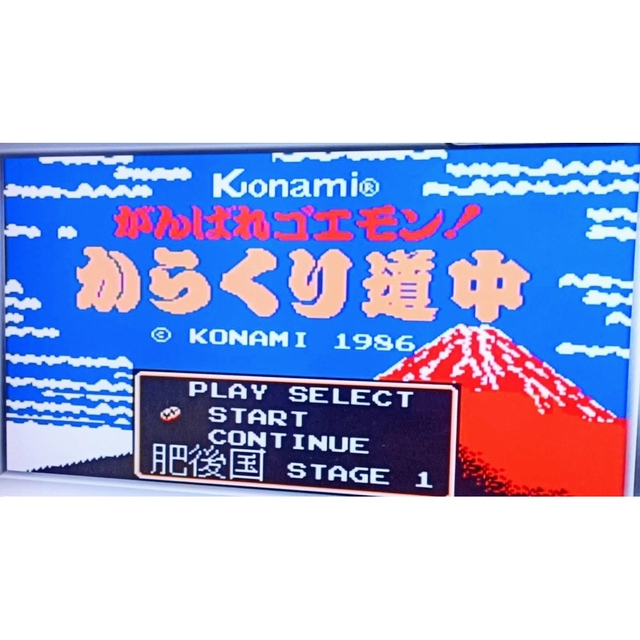 Konami®
がんばれゴエモン!
からくり道中
© KONAMI 1986
PLAY SELECT
START
CONTINUE
肥後国 STAGE 1